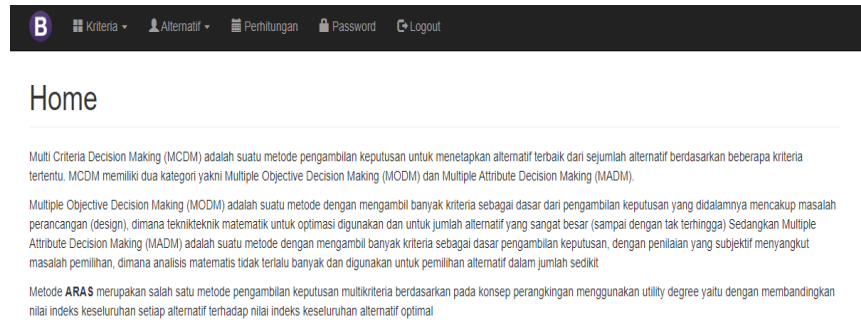 B Kriteria Alternatif Perhitungan Password Logout
Home
Multi Criteria Decision Making (MCDM) adalah suatu metode pengambilan keputusan untuk menetapkan alternatif terbaik dari sejumlah alternatif berdasarkan beberapa kriteria
tertentu. MCDM memiliki dua kategori yakni Multiple Objective Decision Making (MODM) dan Multiple Attribute Decision Making (MADM).
Multiple Objective Decision Making (MODM) adalah suatu metode dengan mengambil banyak kriteria sebagai dasar dari pengambilan keputusan yang didalamnya mencakup masalah
perancangan (design), dimana teknikteknik matematik untuk optimasi digunakan dan untuk jumlah alternatif yang sangat besar (sampai dengan tak terhingga) Sedangkan Multiple
Attribute Decision Making (MADM) adalah suatu metode dengan mengambil banyak kriteria sebagai dasar pengambilan keputusan, dengan penilaian yang subjektif menyangkut
masalah pemilihan, dimana analisis matematis tidak terlalu banyak dan digunakan untuk pemilihan alternatif dalam jumlah sedikit
Metode ARAS merupakan salah satu metode pengambilan keputusan multikriteria berdasarkan pada konsep perangkingan menggunakan utility degree yaitu dengan membandingkan
nilai indeks keseluruhan setiap alternatif terhadap nilai indeks keseluruhan alternatif optimal